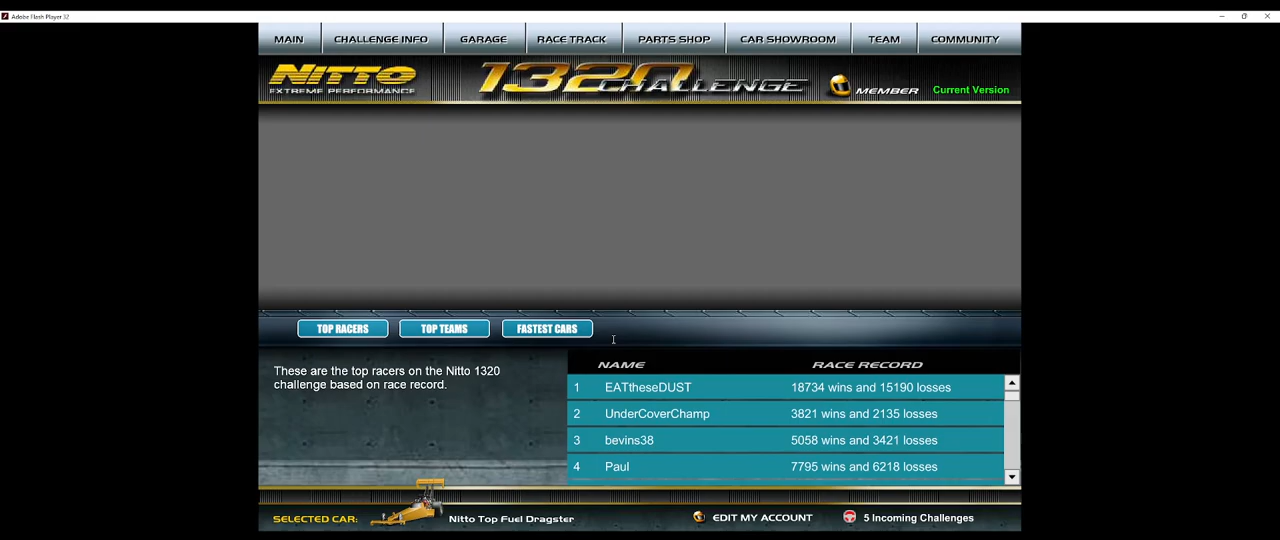 Adobe Flash Player 32
MAIN CHALLENGE INFO GARAGE RACE TRACK PARTS SHOP CAR SHOWROOM TEAM COMMUNITY
NITTO
EXTREME PERFORMANCE
1320 CHALLENGE
MEMBER
Current Version
TOP RACERS TOP TEAMS FASTEST CARS
These are the top racers on the Nitto 1320
challenge based on race record.
NAME RACE RECORD
1 EATtheseDUST 18734 wins and 15190 losses
2 UnderCoverChamp 3821 wins and 2135 losses
3 bevins38 5058 wins and 3421 losses
4 Paul 7795 wins and 6218 losses
SELECTED CAR: Nitto Top Fuel Dragster EDIT MY ACCOUNT 5 Incoming Challenges